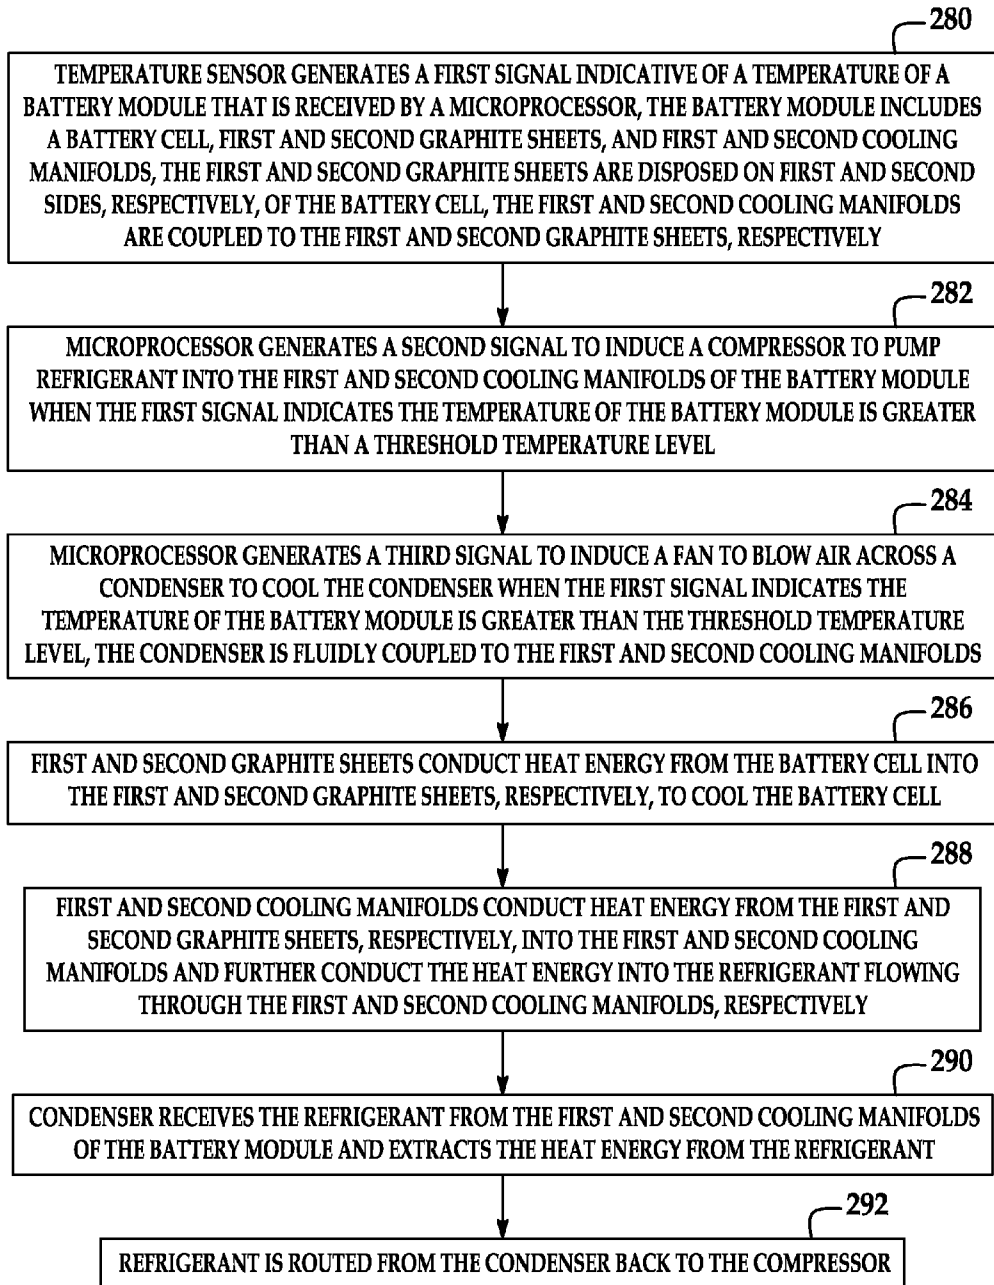 280
TEMPERATURE SENSOR GENERATES A FIRST SIGNAL INDICATIVE OF A TEMPERATURE OF A
BATTERY MODULE THAT IS RECEIVED BY A MICROPROCESSOR, THE BATTERY MODULE INCLUDES
A BATTERY CELL, FIRST AND SECOND GRAPHITE SHEETS, AND FIRST AND SECOND COOLING
MANIFOLDS, THE FIRST AND SECOND GRAPHITE SHEETS ARE DISPOSED ON FIRST AND SECOND
SIDES, RESPECTIVELY, OF THE BATTERY CELL, THE FIRST AND SECOND COOLING MANIFOLDS
ARE COUPLED TO THE FIRST AND SECOND GRAPHITE SHEETS, RESPECTIVELY
282
MICROPROCESSOR GENERATES A SECOND SIGNAL TO INDUCE A COMPRESSOR TO PUMP
REFRIGERANT INTO THE FIRST AND SECOND COOLING MANIFOLDS OF THE BATTERY MODULE
WHEN THE FIRST SIGNAL INDICATES THE TEMPERATURE OF THE BATTERY MODULE IS GREATER
THAN A THRESHOLD TEMPERATURE LEVEL
284
MICROPROCESSOR GENERATES A THIRD SIGNAL TO INDUCE A FAN TO BLOW AIR ACROSS A
CONDENSER TO COOL THE CONDENSER WHEN THE FIRST SIGNAL INDICATES THE
TEMPERATURE OF THE BATTERY MODULE IS GREATER THAN THE THRESHOLD TEMPERATURE
LEVEL, THE CONDENSER IS FLUIDLY COUPLED TO THE FIRST AND SECOND COOLING MANIFOLDS
286
FIRST AND SECOND GRAPHITE SHEETS CONDUCT HEAT ENERGY FROM THE BATTERY CELL INTO
THE FIRST AND SECOND GRAPHITE SHEETS, RESPECTIVELY, TO COOL THE BATTERY CELL
288
FIRST AND SECOND COOLING MANIFOLDS CONDUCT HEAT ENERGY FROM THE FIRST AND
SECOND GRAPHITE SHEETS, RESPECTIVELY, INTO THE FIRST AND SECOND COOLING
MANIFOLDS AND FURTHER CONDUCT THE HEAT ENERGY INTO THE REFRIGERANT FLOWING
THROUGH THE FIRST AND SECOND COOLING MANIFOLDS, RESPECTIVELY
290
CONDENSER RECEIVES THE REFRIGERANT FROM THE FIRST AND SECOND COOLING MANIFOLDS
OF THE BATTERY MODULE AND EXTRACTS THE HEAT ENERGY FROM THE REFRIGERANT
292
REFRIGERANT IS ROUTED FROM THE CONDENSER BACK TO THE COMPRESSOR